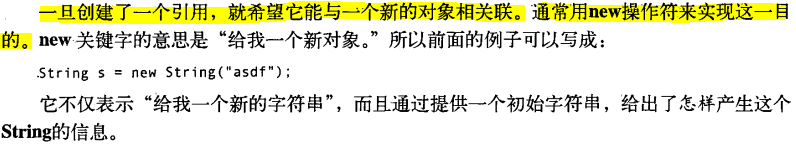 一旦创建了一个引用，就希望它能与一个新的对象相关联。通常用new操作符来实现这一目
的。new关键字的意思是“给我一个新对象。”所以前面的例子可以写成：
String s = new String("asdf");
它不仅表示“给我一个新的字符串”，而且通过提供一个初始字符串，给出了怎样产生这个
String的信息。